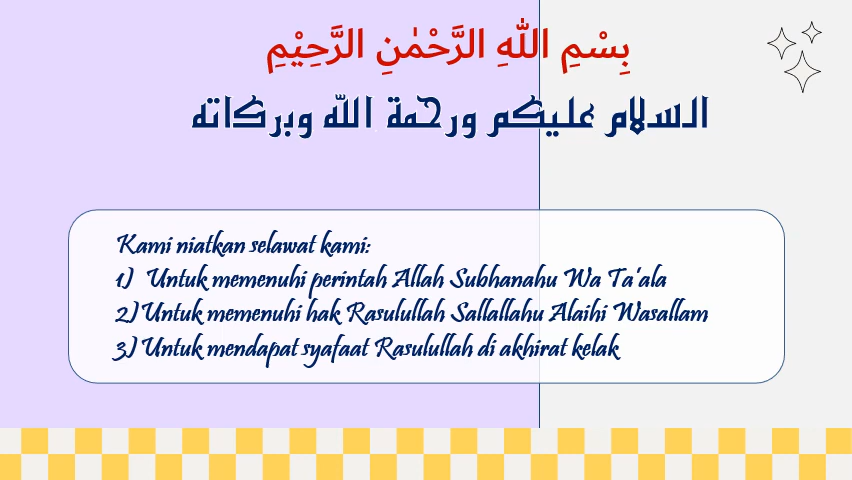 بِسْمِ اللّٰهِ الرَّحْمٰنِ الرَّحِيْمِ
السلام عليكم ورحمة الله وبركاته
Kami niatkan selawat kami:
1) Untuk memenuhi perintah Allah Subhanahu Wa Ta'ala
2) Untuk memenuhi hak Rasulullah Sallallahu Alaihi Wasallam
3) Untuk mendapat syafaat Rasulullah di akhirat kelak